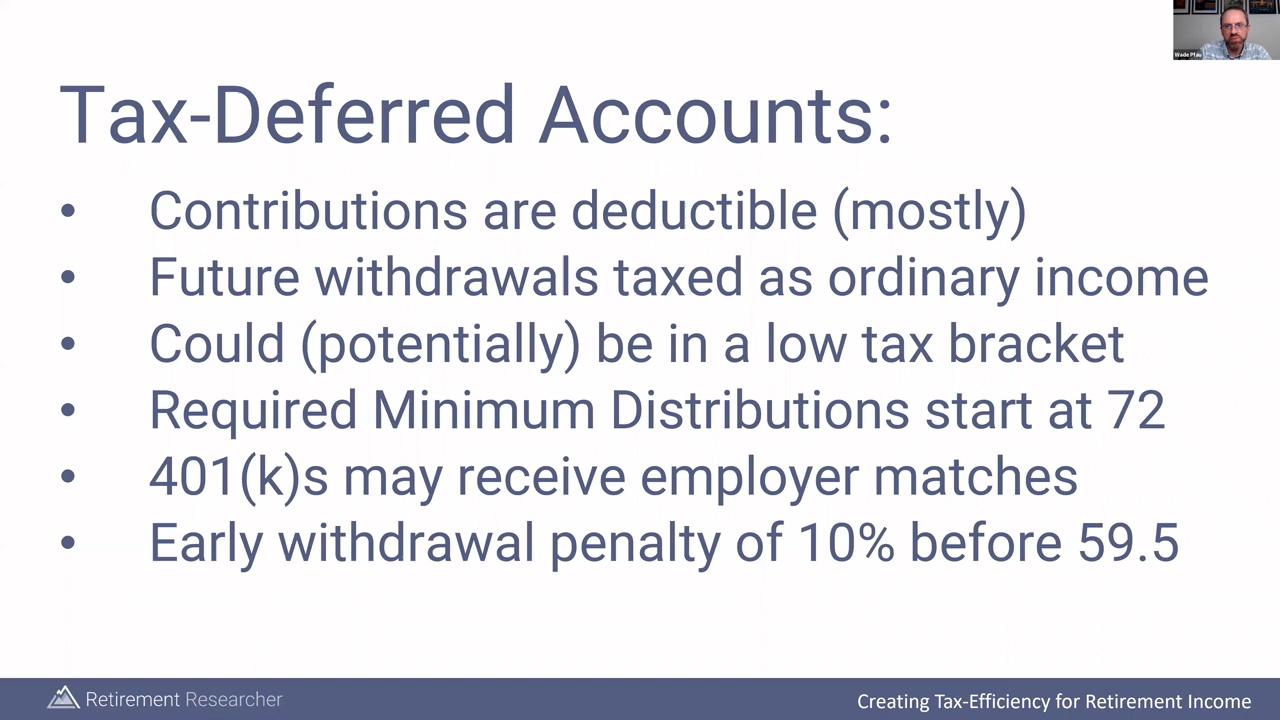 Wade Pfau
Tax-Deferred Accounts:
• Contributions are deductible (mostly)
• Future withdrawals taxed as ordinary income
• Could (potentially) be in a low tax bracket
• Required Minimum Distributions start at 72
• 401(k)s may receive employer matches
• Early withdrawal penalty of 10% before 59.5
Retirement Researcher
Creating Tax-Efficiency for Retirement Income